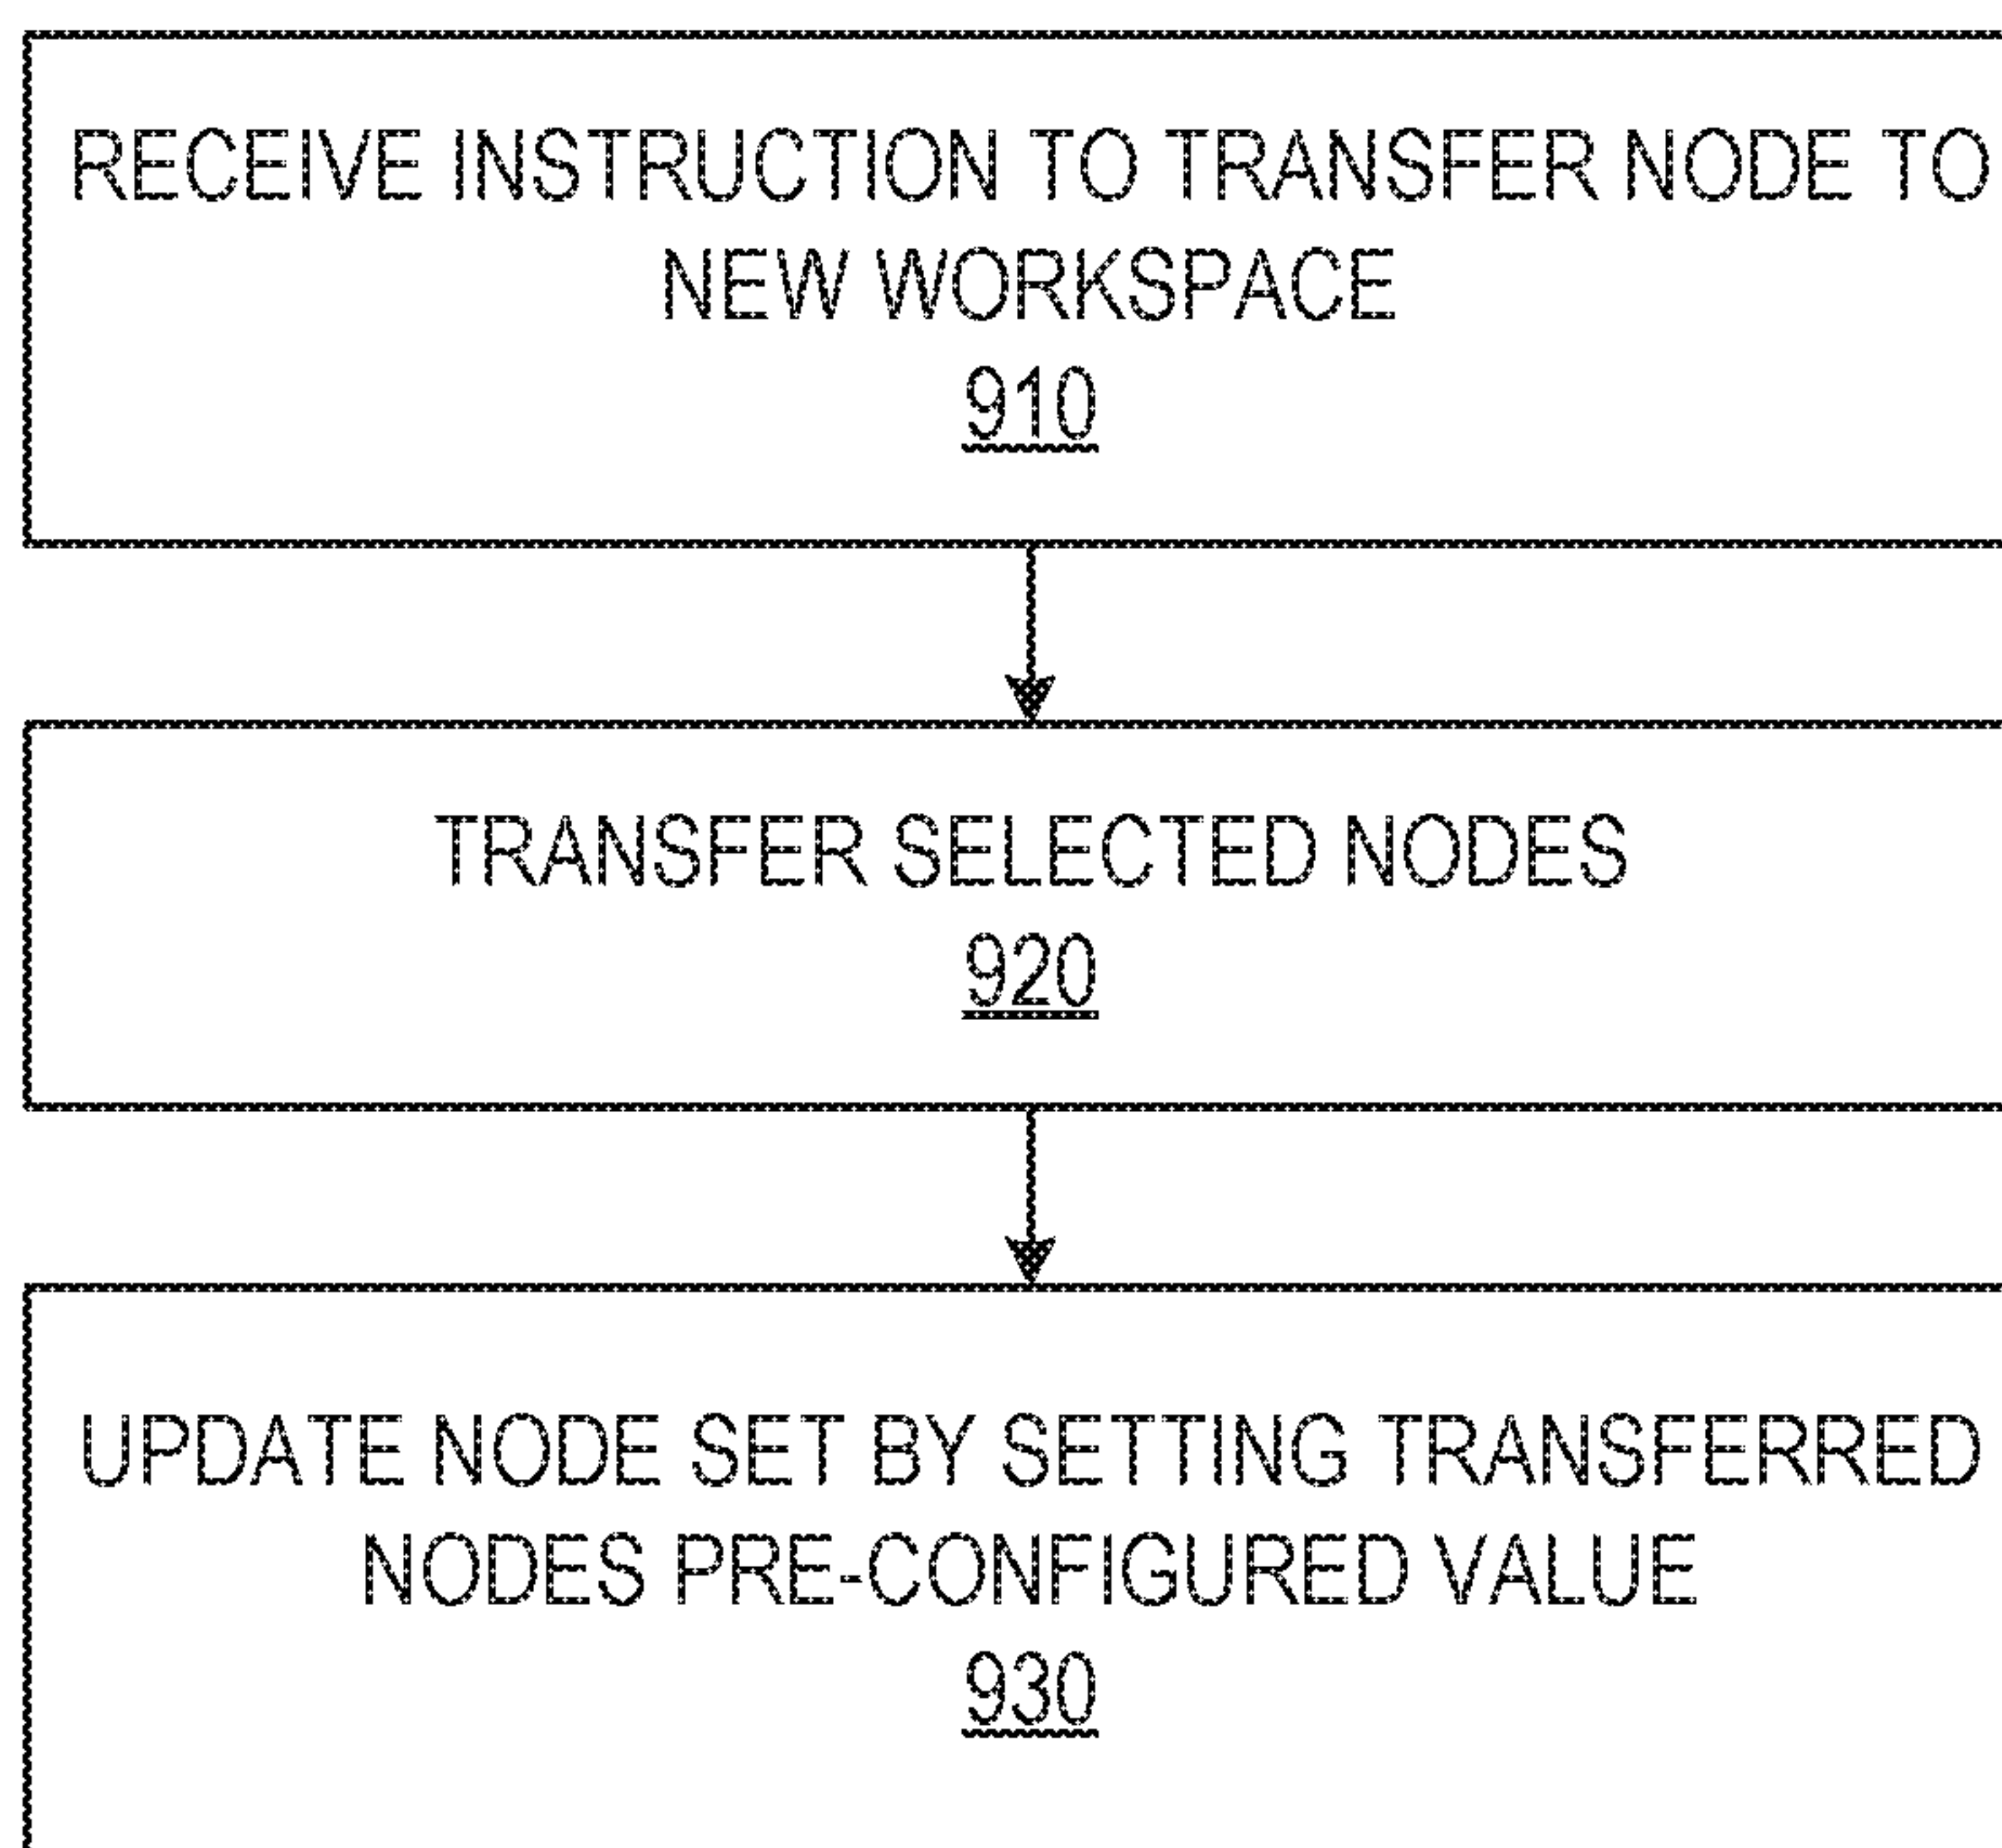 RECEIVE INSTRUCTION TO TRANSFER NODE TO
NEW WORKSPACE
910
TRANSFER SELECTED NODES
920
UPDATE NODE SET BY SETTING TRANSFERRED
NODES PRE-CONFIGURED VALUE
930